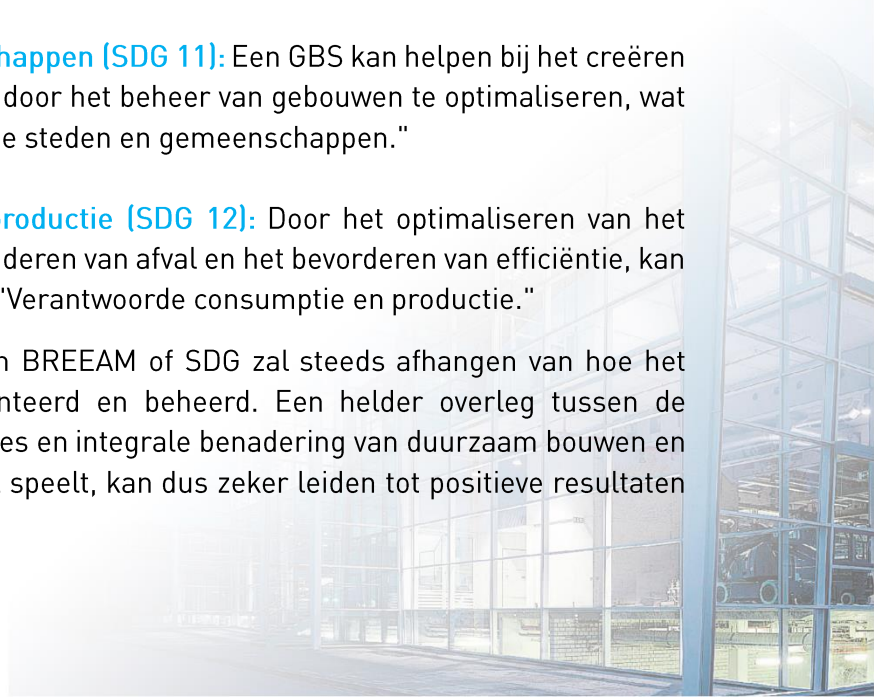 happen (SDG 11): Een GBS kan helpen bij het creëren
door het beheer van gebouwen te optimaliseren, wat
e steden en gemeenschappen."
productie (SDG 12): Door het optimaliseren van het
deren van afval en het bevorderen van efficiëntie, kan
"Verantwoorde consumptie en productie."
n BREEAM of SDG zal steeds afhangen van hoe het
nteerd en beheerd. Een helder overleg tussen de
es en integrale benadering van duurzaam bouwen en
speelt, kan dus zeker leiden tot positieve resultaten